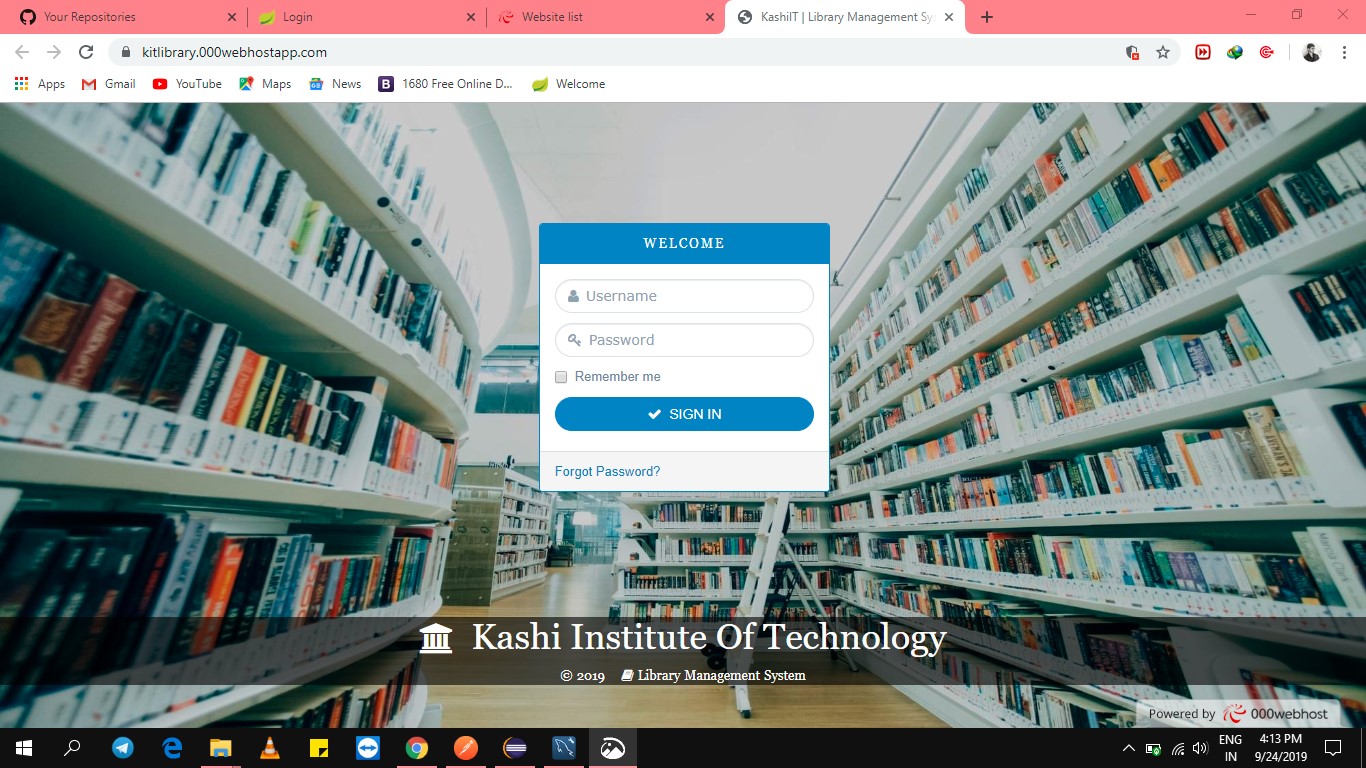 Your Repositories
Login
Website list
KashiIT | Library Management Sy
kitlibrary.000webhostapp.com
Apps
Gmail
YouTube
Maps
News
1680 Free Online D...
Welcome
WELCOME
Username
Password
Remember me
SIGN IN
Forgot Password?
Kashi Institute Of Technology
© 2019 Library Management System
Powered by 000webhost
ENG
IN
4:13 PM
9/24/2019